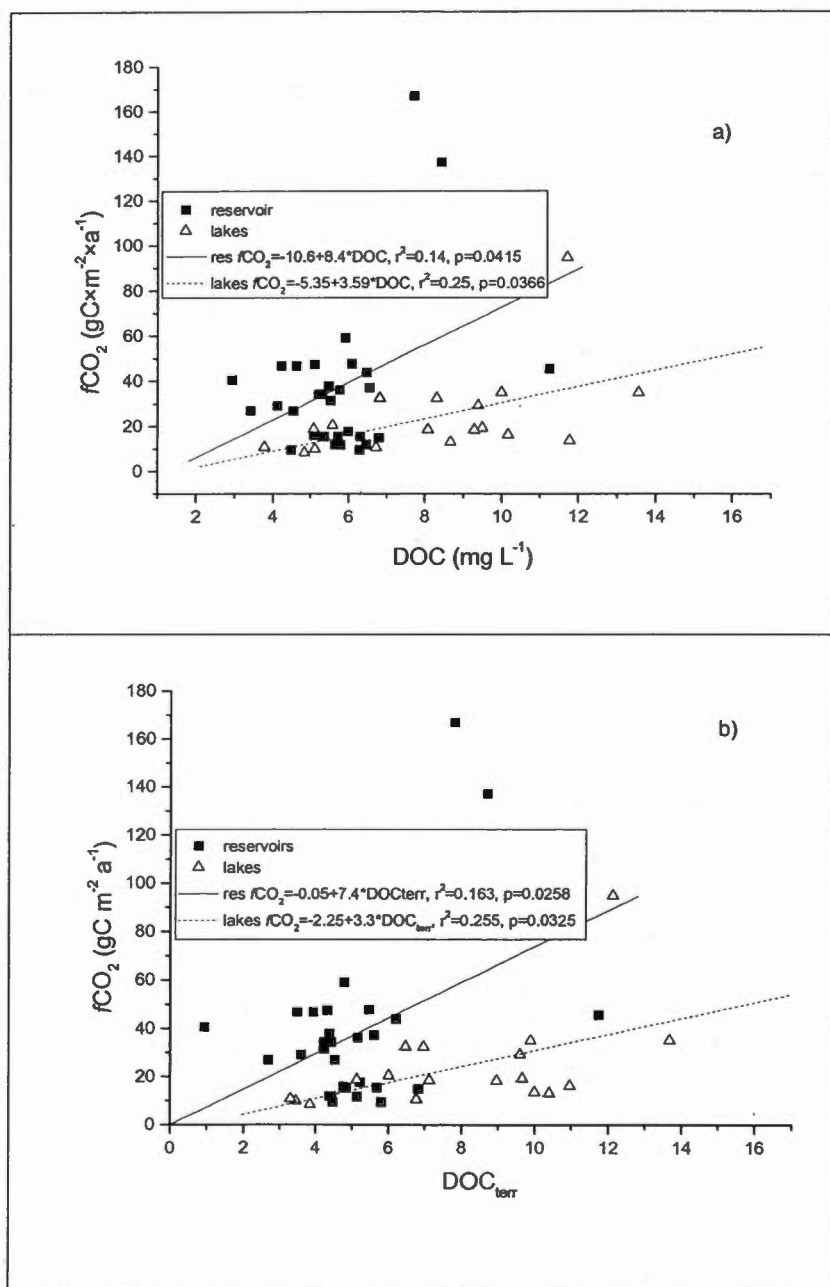 180
160
140
120
100
80
60
40
20
0
fCO₂ (gC×m⁻²×a⁻¹)
a)
■ reservoir
△ lakes
res fCO₂=-10.6+8.4*DOC, r²=0.14, p=0.0415
lakes fCO₂=-5.35+3.59*DOC, r²=0.25, p=0.0366
2 4 6 8 10 12 14 16
DOC (mg L⁻¹)
180
160
140
120
100
80
60
40
20
0
fCO₂ (gC m⁻² a⁻¹)
b)
■ reservoirs
△ lakes
res fCO₂=-0.05+7.4*DOCterr, r²=0.163, p=0.0258
lakes fCO₂=-2.25+3.3*DOCterr, r²=0.255, p=0.0325
0 2 4 6 8 10 12 14 16
DOCterr